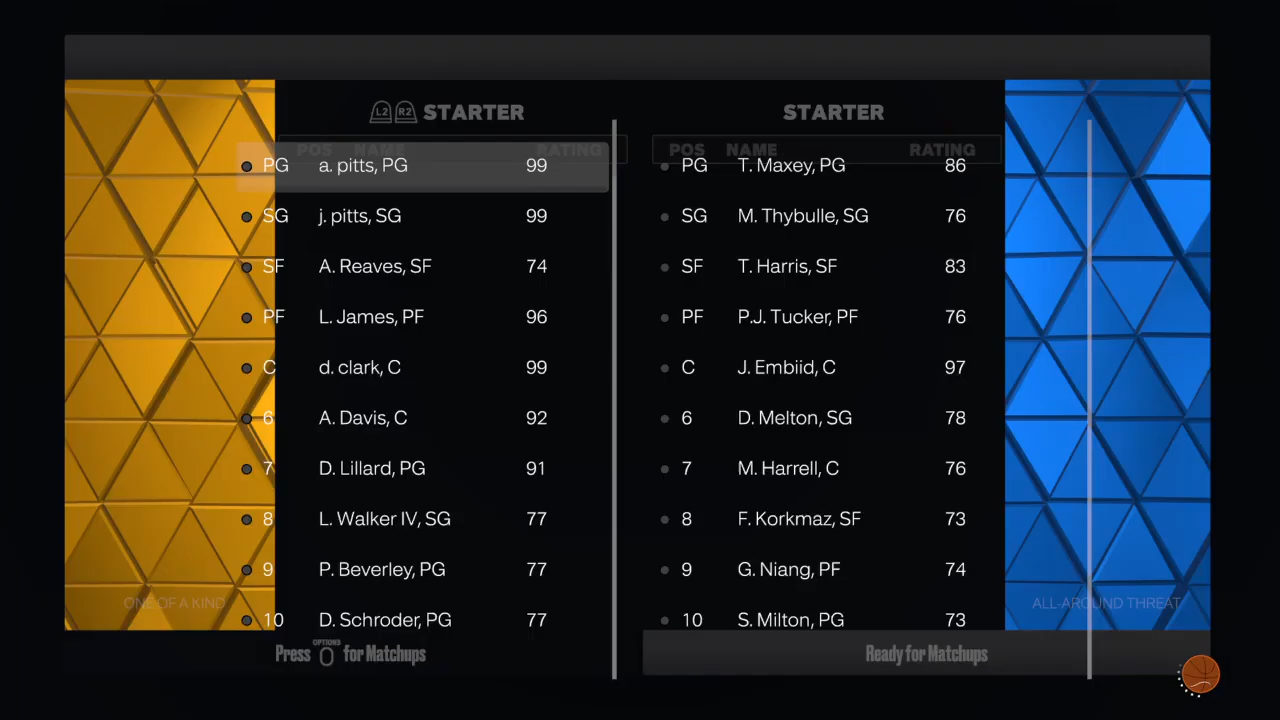 L2 R2 STARTER
POS NAME RATING
PG a. pitts, PG 99
SG j. pitts, SG 99
SF A. Reaves, SF 74
PF L. James, PF 96
C d. clark, C 99
6 A. Davis, C 92
7 D. Lillard, PG 91
8 L. Walker IV, SG 77
9 P. Beverley, PG 77
ONE OF A KIND
10 D. Schroder, PG 77
Press OPTIONS for Matchups
STARTER
POS NAME RATING
PG T. Maxey, PG 86
SG M. Thybulle, SG 76
SF T. Harris, SF 83
PF P.J. Tucker, PF 76
C J. Embiid, C 97
6 D. Melton, SG 78
7 M. Harrell, C 76
8 F. Korkmaz, SF 73
9 G. Niang, PF 74
ALL-AROUND THREAT
10 S. Milton, PG 73
Ready for Matchups